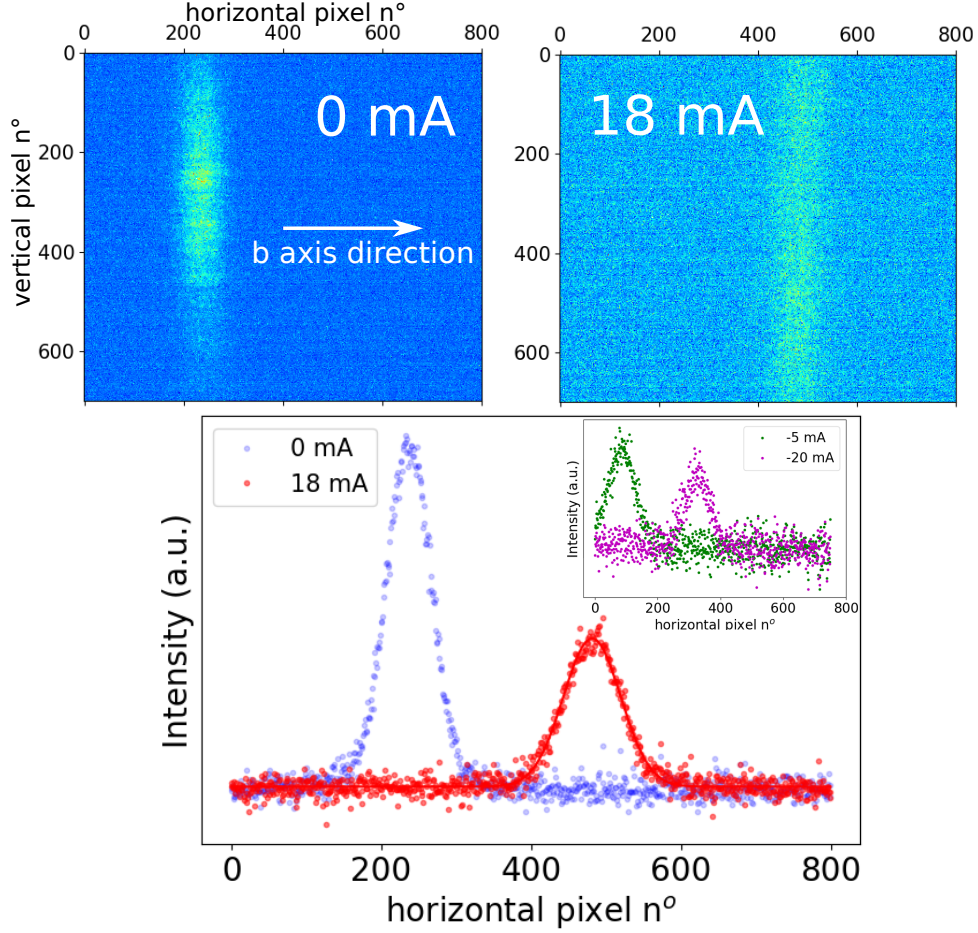 horizontal pixel n°
0 200 400 600 800
0 200 400 600 800
vertical pixel n°
0
200
400
600
0 mA
b axis direction
0
200
400
600
18 mA
0 mA
18 mA
Intensity (a.u.)
0 200 400 600 800
horizontal pixel nº
-5 mA
-20 mA
Intensity (a.u.)
0 200 400 600 800
horizontal pixel nº